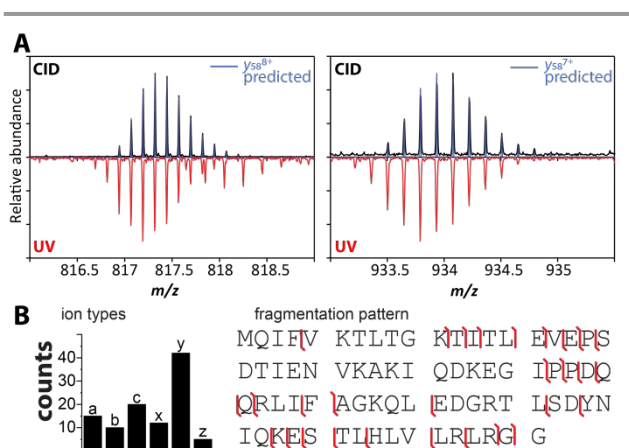 A
CID
y58 8+
predicted
CID
y58 7+
predicted
Relative abundance
UV
UV
816.5 817 817.5 818 818.5
933.5 934 934.5 935
m/z
m/z
B
ion types
fragmentation pattern
counts
40
30
20
10
a b c x y z
MQIFV KTLTG KTITL EVEPS
DTIEN VKAKI QDKEG IPPDQ
QRLIF AGKQL EDGRT LSDYN
IQKES TLHLV LRLRG G